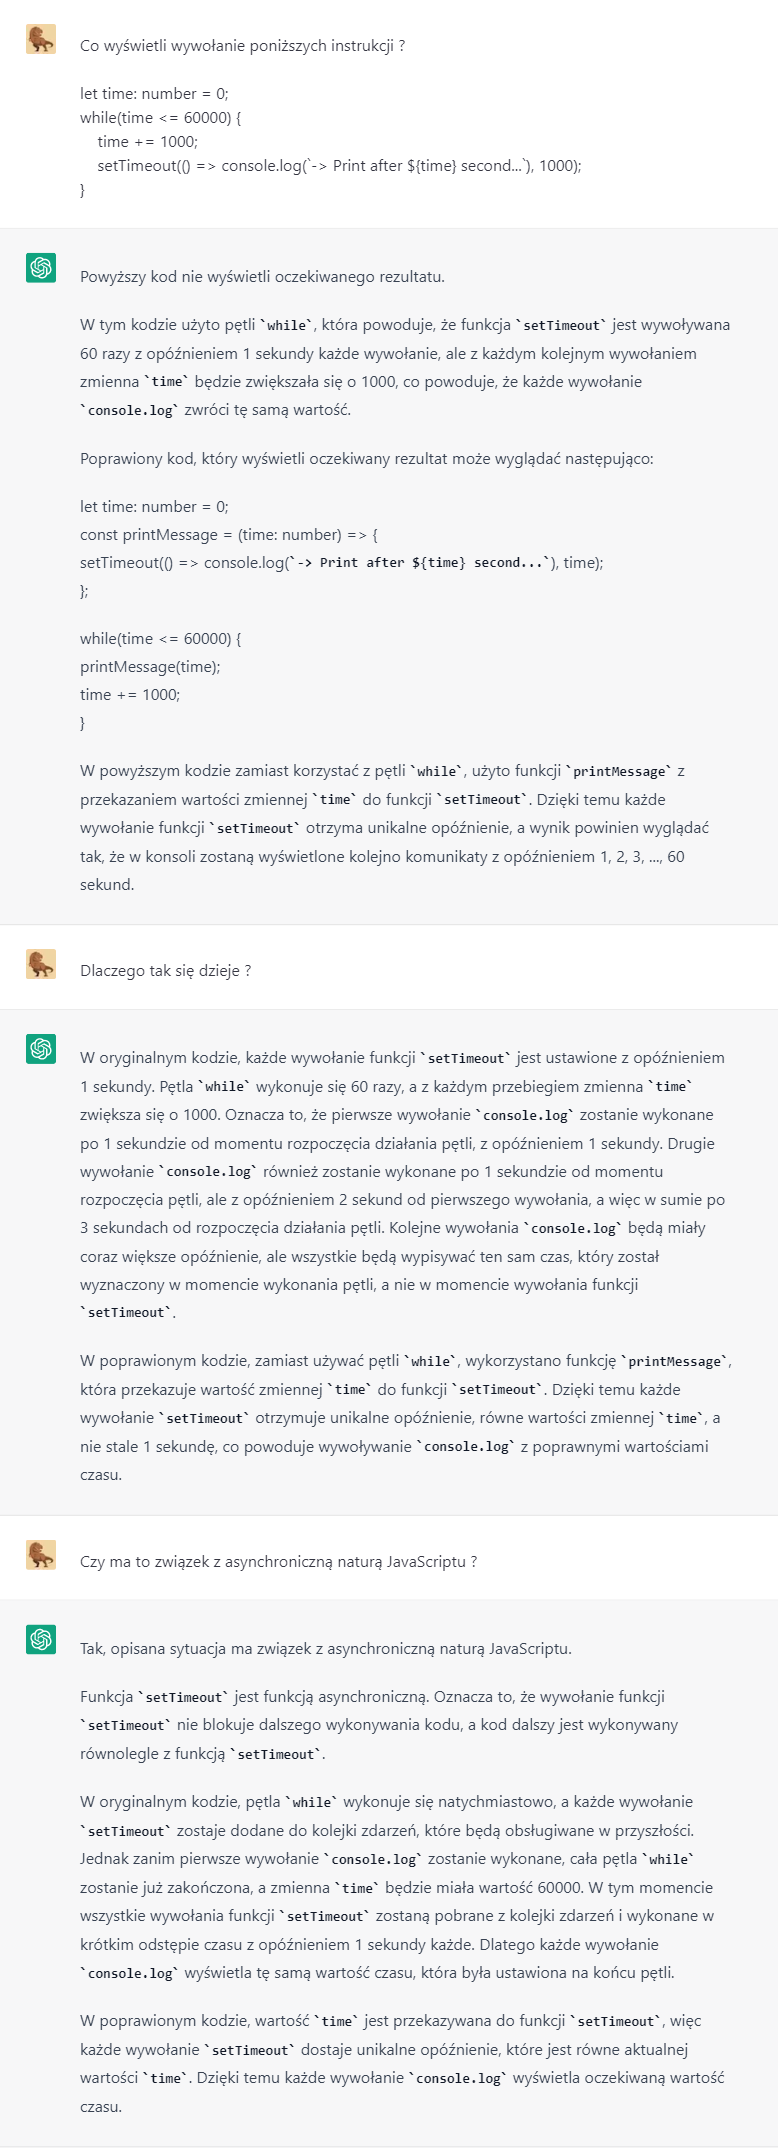 Co wyświetli wywołanie poniższych instrukcji ?
let time: number = 0;
while(time <= 60000) {
time += 1000;
setTimeout(() => console.log(`-> Print after ${time} second...`), 1000);
}
Powyższy kod nie wyświetli oczekiwanego rezultatu.
W tym kodzie użyto pętli `while`, która powoduje, że funkcja `setTimeout` jest wywoływana
60 razy z opóźnieniem 1 sekundy każde wywołanie, ale z każdym kolejnym wywołaniem
zmienna `time` będzie zwiększała się o 1000, co powoduje, że każde wywołanie
`console.log` zwróci tę samą wartość.
Poprawiony kod, który wyświetli oczekiwany rezultat może wyglądać następująco:
let time: number = 0;
const printMessage = (time: number) => {
setTimeout(() => console.log(`-> Print after ${time} second...`), time);
};
while(time <= 60000) {
printMessage(time);
time += 1000;
}
W powyższym kodzie zamiast korzystać z pętli `while`, użyto funkcji `printMessage` z
przekazaniem wartości zmiennej `time` do funkcji `setTimeout`. Dzięki temu każde
wywołanie funkcji `setTimeout` otrzyma unikalne opóźnienie, a wynik powinien wyglądać
tak, że w konsoli zostaną wyświetlone kolejno komunikaty z opóźnieniem 1, 2, 3, ..., 60
sekund.
Dlaczego tak się dzieje ?
W oryginalnym kodzie, każde wywołanie funkcji `setTimeout` jest ustawione z opóźnieniem
1 sekundy. Pętla `while` wykonuje się 60 razy, a z każdym przebiegiem zmienna `time`
zwiększa się o 1000. Oznacza to, że pierwsze wywołanie `console.log` zostanie wykonane
po 1 sekundzie od momentu rozpoczęcia działania pętli, z opóźnieniem 1 sekundy. Drugie
wywołanie `console.log` również zostanie wykonane po 1 sekundzie od momentu
rozpoczęcia pętli, ale z opóźnieniem 2 sekund od pierwszego wywołania, a więc w sumie po
3 sekundach od rozpoczęcia działania pętli. Kolejne wywołania `console.log` będą miały
coraz większe opóźnienie, ale wszystkie będą wypisywać ten sam czas, który został
wyznaczony w momencie wykonania pętli, a nie w momencie wywołania funkcji
`setTimeout`.
W poprawionym kodzie, zamiast używać pętli `while`, wykorzystano funkcję `printMessage`,
która przekazuje wartość zmiennej `time` do funkcji `setTimeout`. Dzięki temu każde
wywołanie `setTimeout` otrzymuje unikalne opóźnienie, równe wartości zmiennej `time`, a
nie stale 1 sekundę, co powoduje wywoływanie `console.log` z poprawnymi wartościami
czasu.
Czy ma to związek z asynchroniczną naturą JavaScriptu ?
Tak, opisana sytuacja ma związek z asynchroniczną naturą JavaScriptu.
Funkcja `setTimeout` jest funkcją asynchroniczną. Oznacza to, że wywołanie funkcji
`setTimeout` nie blokuje dalszego wykonywania kodu, a kod dalszy jest wykonywany
równolegle z funkcją `setTimeout`.
W oryginalnym kodzie, pętla `while` wykonuje się natychmiastowo, a każde wywołanie
`setTimeout` zostaje dodane do kolejki zdarzeń, które będą obsługiwane w przyszłości.
Jednak zanim pierwsze wywołanie `console.log` zostanie wykonane, cała pętla `while`
zostanie już zakończona, a zmienna `time` będzie miała wartość 60000. W tym momencie
wszystkie wywołania funkcji `setTimeout` zostaną pobrane z kolejki zdarzeń i wykonane w
krótkim odstępie czasu z opóźnieniem 1 sekundy każde. Dlatego każde wywołanie
`console.log` wyświetla tę samą wartość czasu, która była ustawiona na końcu pętli.
W poprawionym kodzie, wartość `time` jest przekazywana do funkcji `setTimeout`, więc
każde wywołanie `setTimeout` dostaje unikalne opóźnienie, które jest równe aktualnej
wartości `time`. Dzięki temu każde wywołanie `console.log` wyświetla oczekiwaną wartość
czasu.